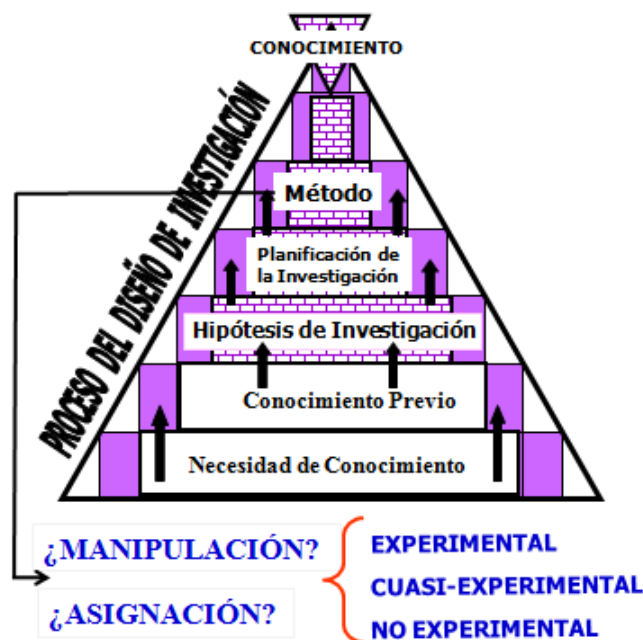 CONOCIMIENTO
PROCESO DEL DISEÑO DE INVESTIGACIÓN
Método
Planificación de
la Investigación
Hipótesis de Investigación
Conocimiento Previo
Necesidad de Conocimiento
¿MANIPULACIÓN?
¿ASIGNACIÓN?
EXPERIMENTAL
CUASI-EXPERIMENTAL
NO EXPERIMENTAL